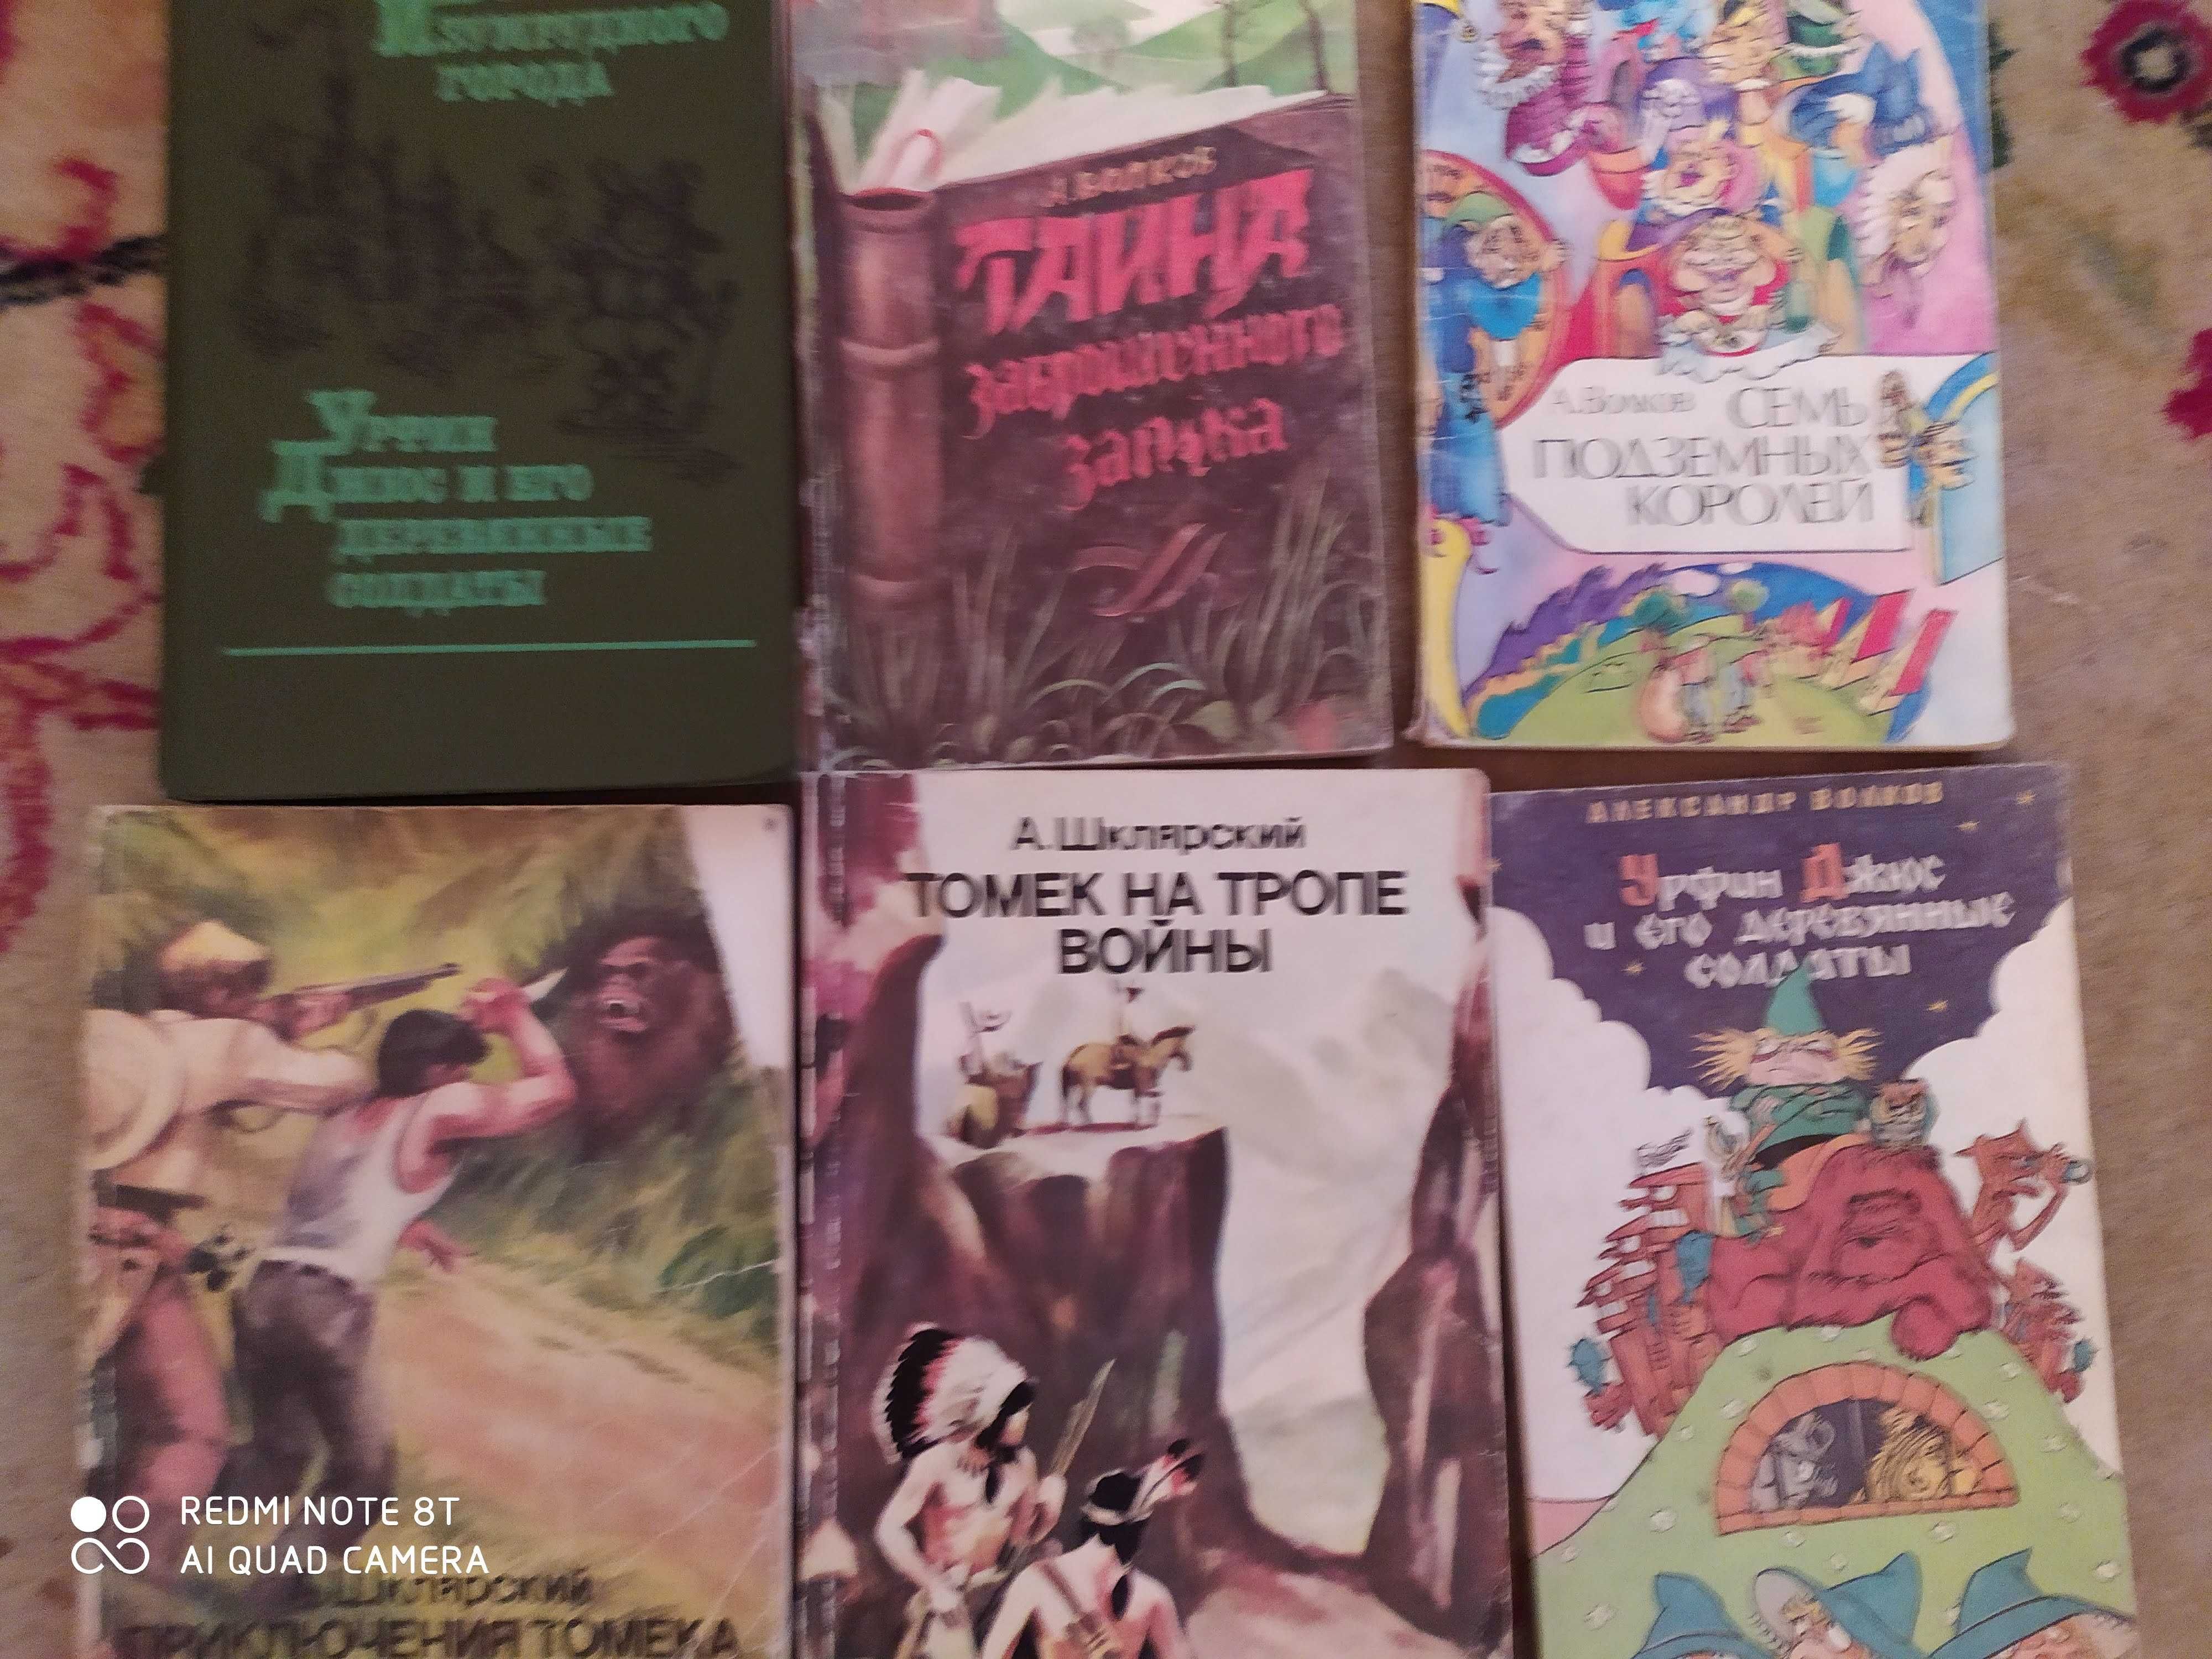 Изумрудного
города
Урфин
Джюс и его
деревянные
солдаты
А. Волков
ТАЙНА
заброшенного
замка
А. Волков
СЕМЬ
ПОДЗЕМНЫХ
КОРОЛЕЙ
А. Шклярский
ПРИКЛЮЧЕНИЯ ТОМЕКА
А. Шклярский
ТОМЕК НА ТРОПЕ
ВОЙНЫ
АЛЕКСАНДР ВОЛКОВ
Урфин Джюс
и его деревянные
солдаты
REDMI NOTE 8T
AI QUAD CAMERA